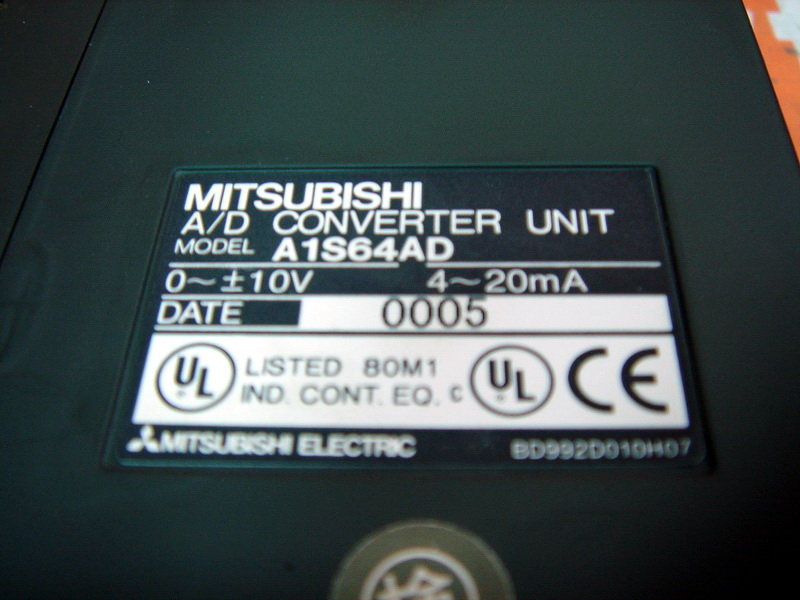 MITSUBISHI
A/D CONVERTER UNIT
MODEL A1S64AD
0~±10V 4~20mA
DATE 0005
UL LISTED 80M1 c UL CE
IND. CONT. EQ.
MITSUBISHI ELECTRIC BD992D010H07